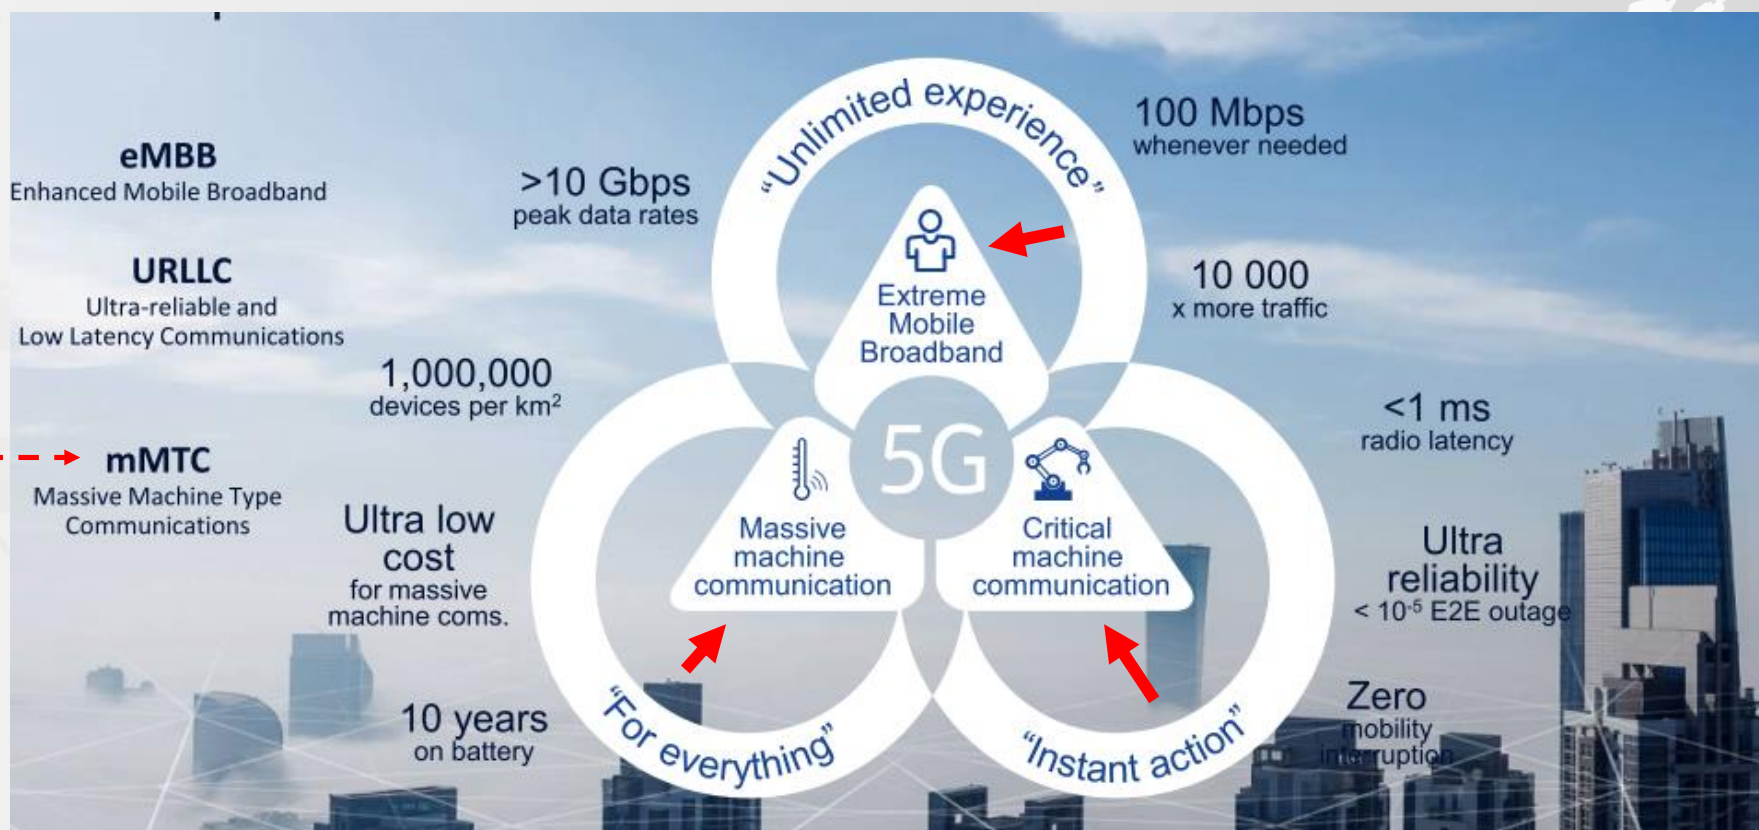 eMBB
Enhanced Mobile Broadband
URLLC
Ultra-reliable and
Low Latency Communications
mMTC
Massive Machine Type
Communications
>10 Gbps
peak data rates
1,000,000
devices per km²
Ultra low
cost
for massive
machine coms.
10 years
on battery
“Unlimited experience”
Extreme
Mobile
Broadband
5G
Massive
machine
communication
Critical
machine
communication
“For everything”
“Instant action”
100 Mbps
whenever needed
10 000
x more traffic
<1 ms
radio latency
Ultra
reliability
< 10⁻⁵ E2E outage
Zero
mobility
interruption